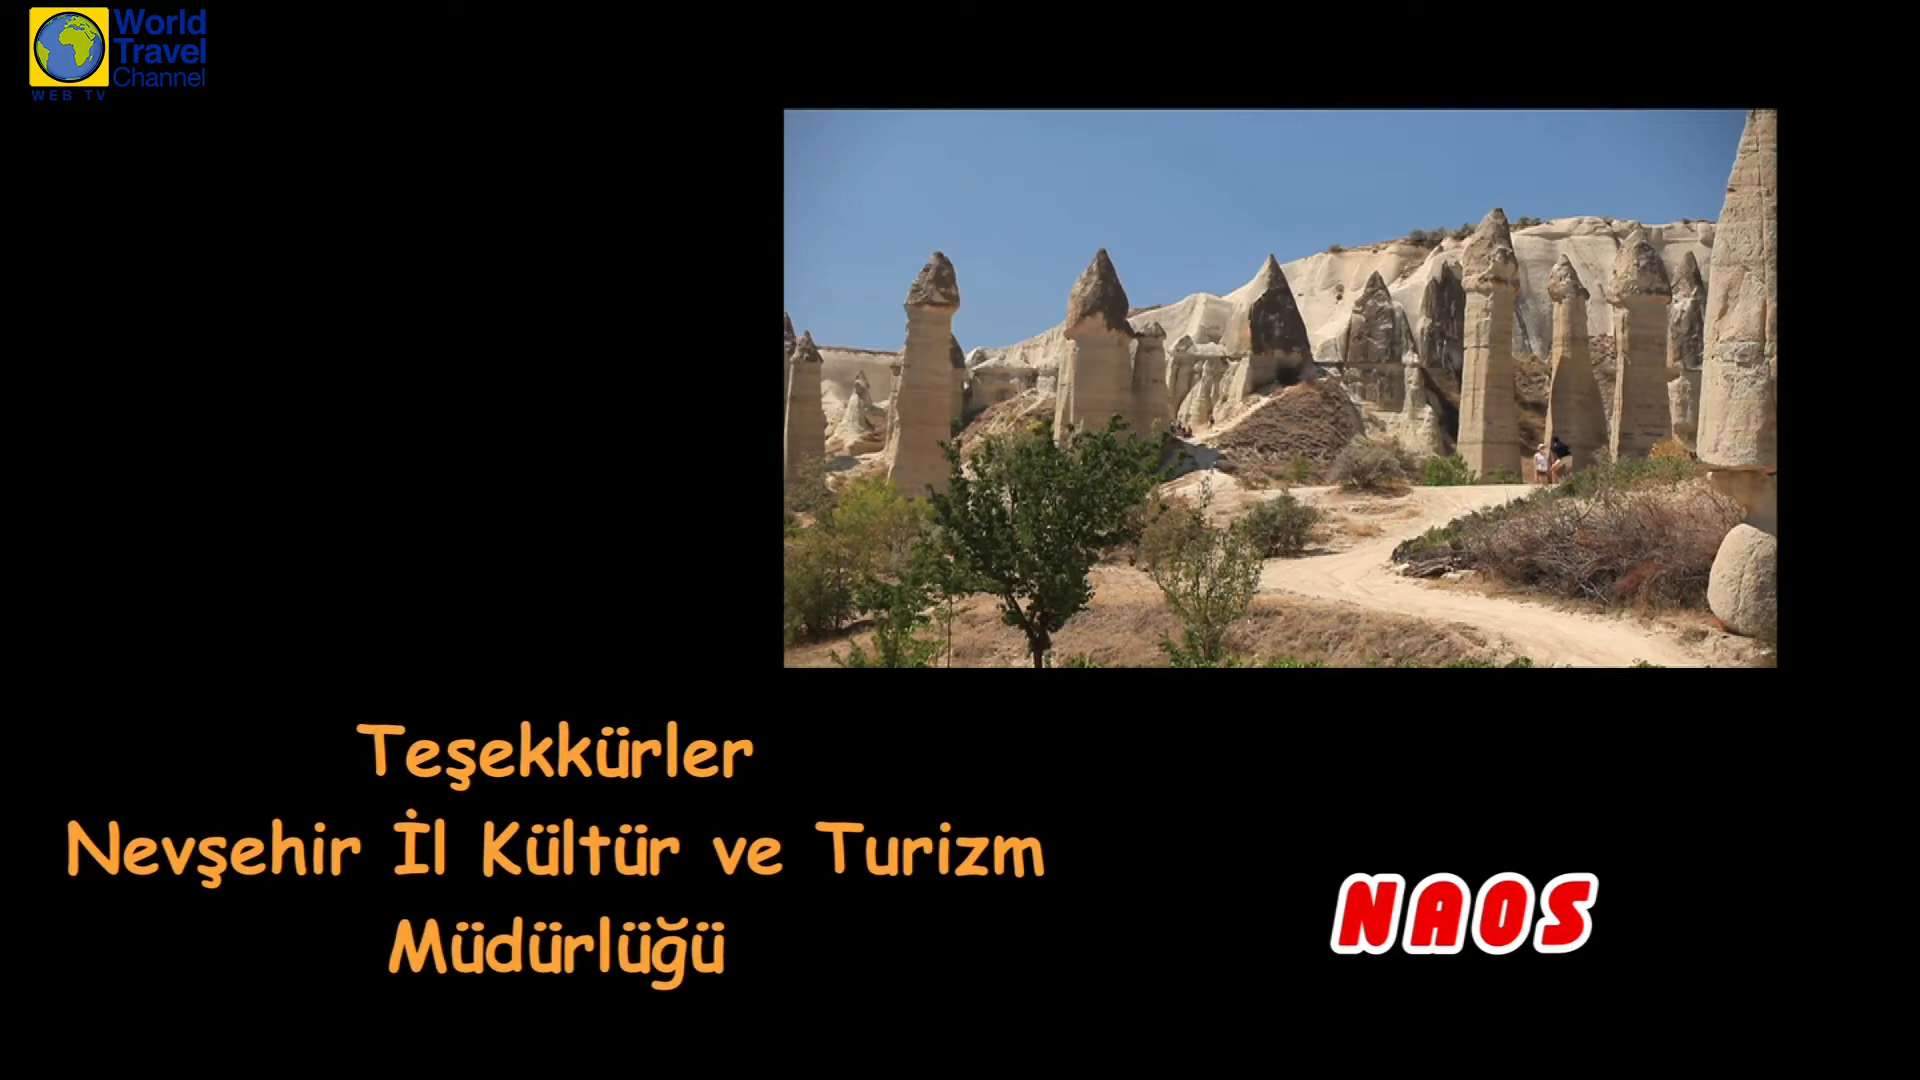 World
Travel
Channel
WEB TV
Teşekkürler
Nevşehir İl Kültür ve Turizm
Müdürlüğü
NAOS